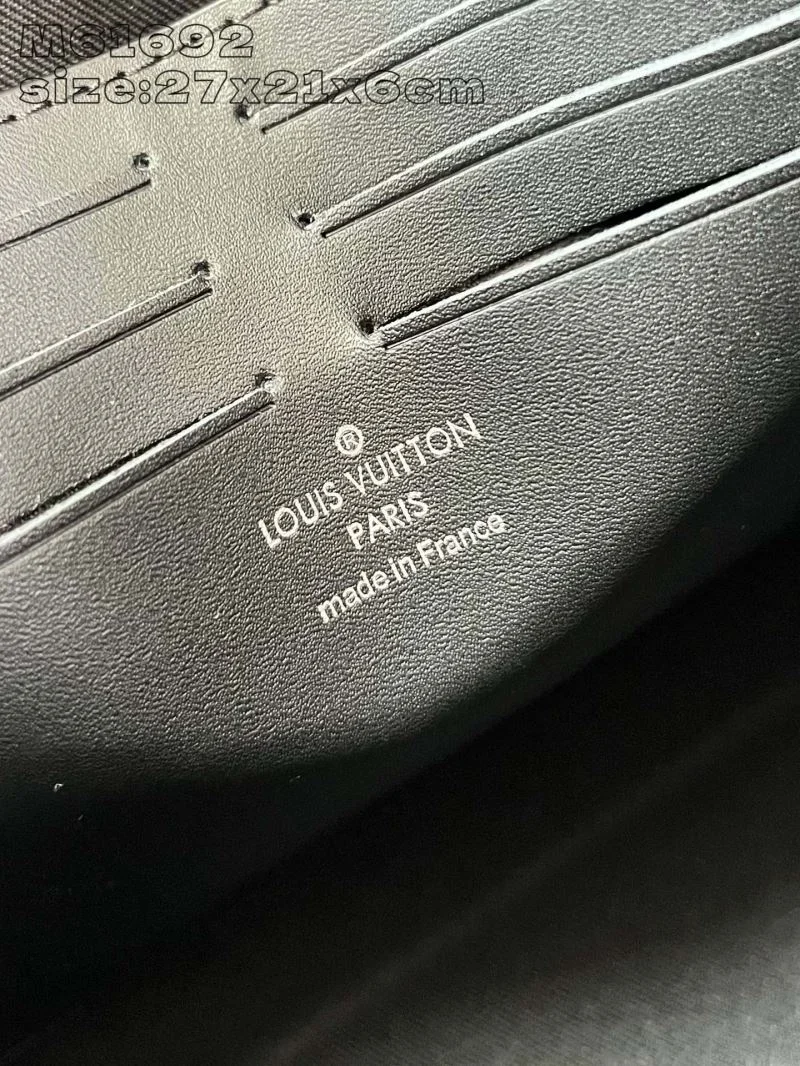 M61692
size:27x21x6cm
®
LOUIS VUITTON
PARIS
made in France